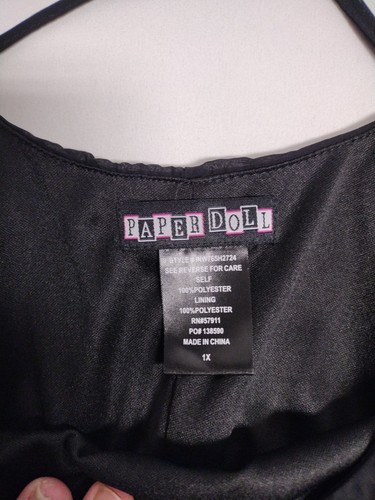 PAPER DOLL
STYLE #:NW755H2724
SEE REVERSE FOR CARE
SELF
100%POLYESTER
LINING
100%POLYESTER
RN#57911
PO# 138590
MADE IN CHINA
1X